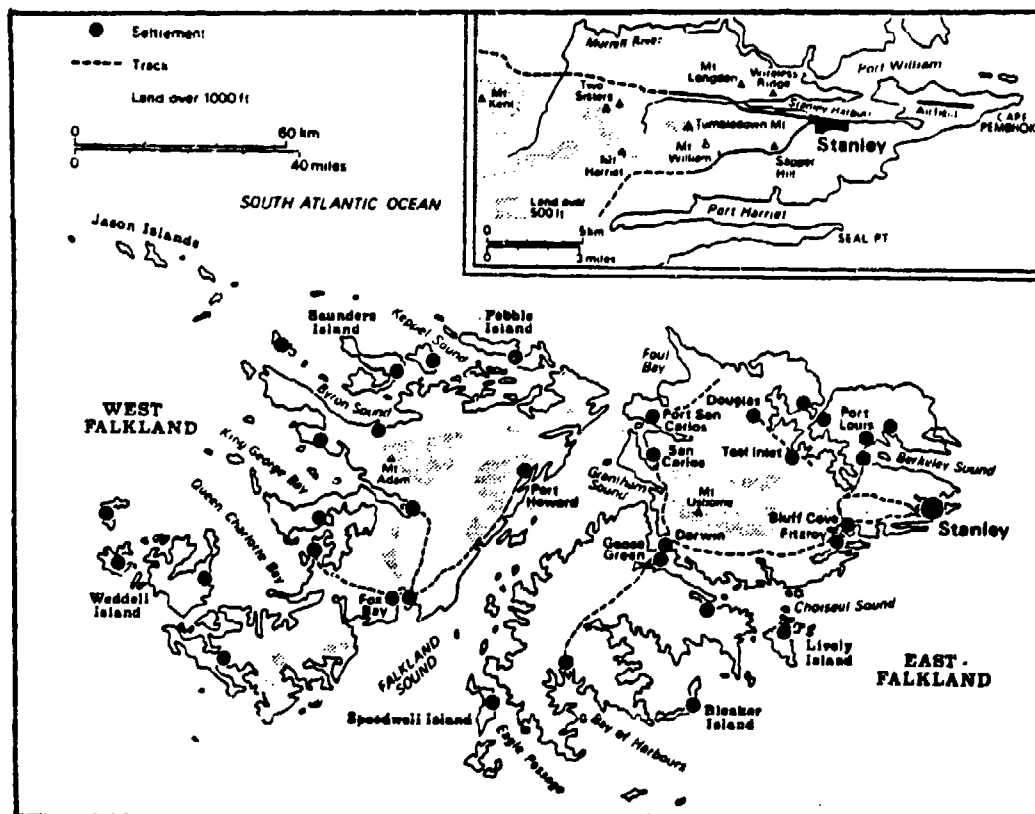 Settlement
Track
Land over 1000 ft
0 60 km
0 40 miles
SOUTH ATLANTIC OCEAN
Murrell River
Port William
Mt
Longdon
Wireless
Ridge
Two
Sisters
Mt
Kent
Stanley Harbour
Airfield
CAPE
PEMBROKE
Tumbledown Mt
Stanley
Mt
William
Mt
Harriet
Sapper
Hill
Land over
500 ft
Port Harriet
0 5 km
0 3 miles
SEAL PT
Jason Islands
Saunders
Island
Keppel Sound
Pebble
Island
Foul
Bay
Byron Sound
WEST
FALKLAND
Douglas
Port San
Carlos
Port
Louis
King George Bay
Mt
Adam
San
Carlos
Teal Inlet
Berkeley Sound
Port
Howard
Grantham
Sound
Mt
Usborne
Queen Charlotte Bay
Bluff Cove
Stanley
Darwin
Fitzroy
Goose
Green
Weddell
Island
Fox
Bay
Choiseul Sound
FALKLAND
SOUND
Lively
Island
EAST
FALKLAND
Speedwell Island
Bleaker
Island
Eagle Passage
Bay of Harbours